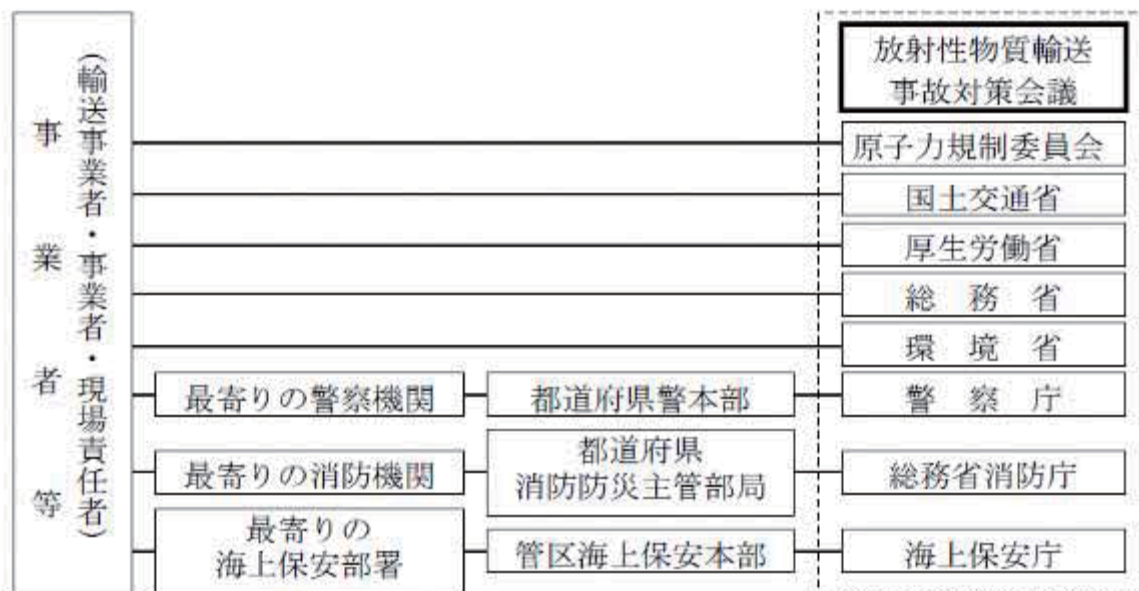 事業者等
（輸送事業者・事業者・現場責任者）
放射性物質輸送
事故対策会議
原子力規制委員会
国土交通省
厚生労働省
総務省
環境省
最寄りの警察機関
都道府県警本部
警察庁
最寄りの消防機関
都道府県
消防防災主管部局
総務省消防庁
最寄りの
海上保安部署
管区海上保安本部
海上保安庁